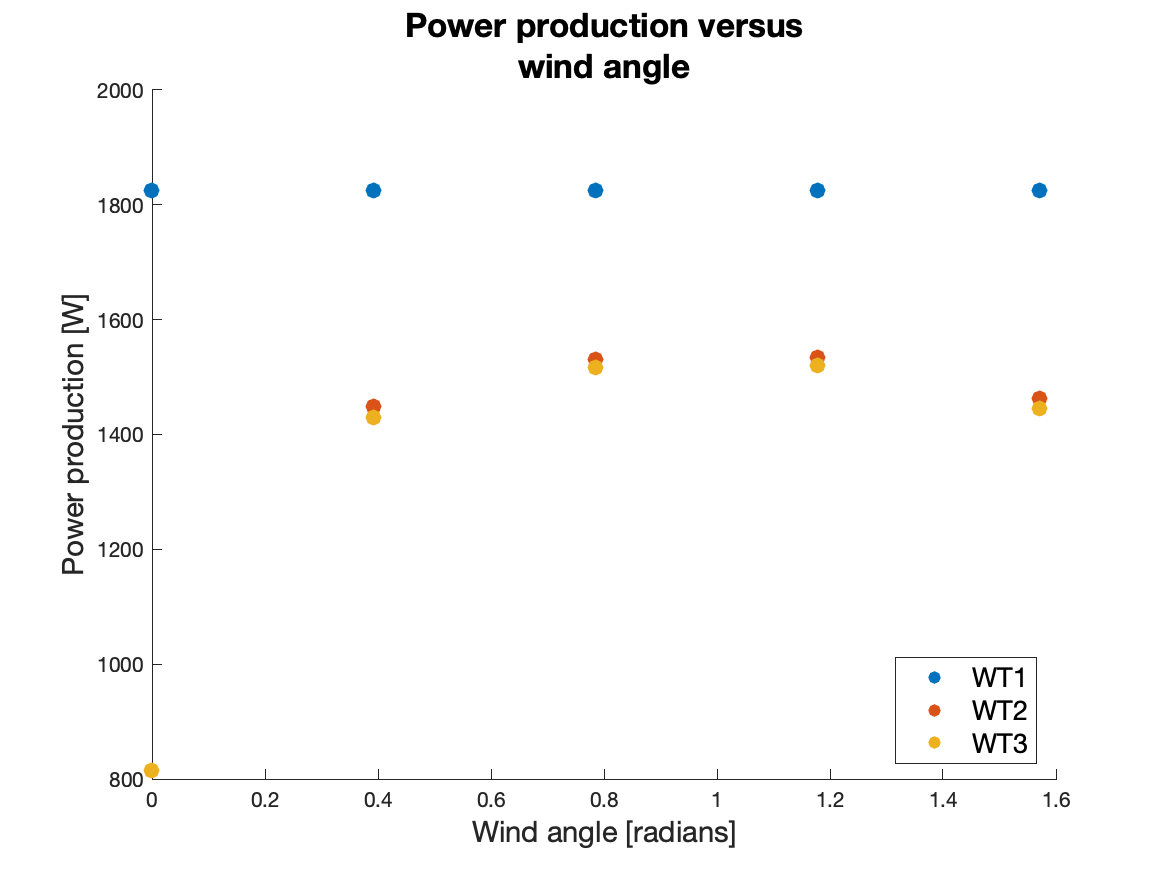 Power production versus
wind angle
2000
1800
1600
1400
1200
1000
800
Power production [W]
0 0.2 0.4 0.6 0.8 1 1.2 1.4 1.6
Wind angle [radians]
WT1
WT2
WT3